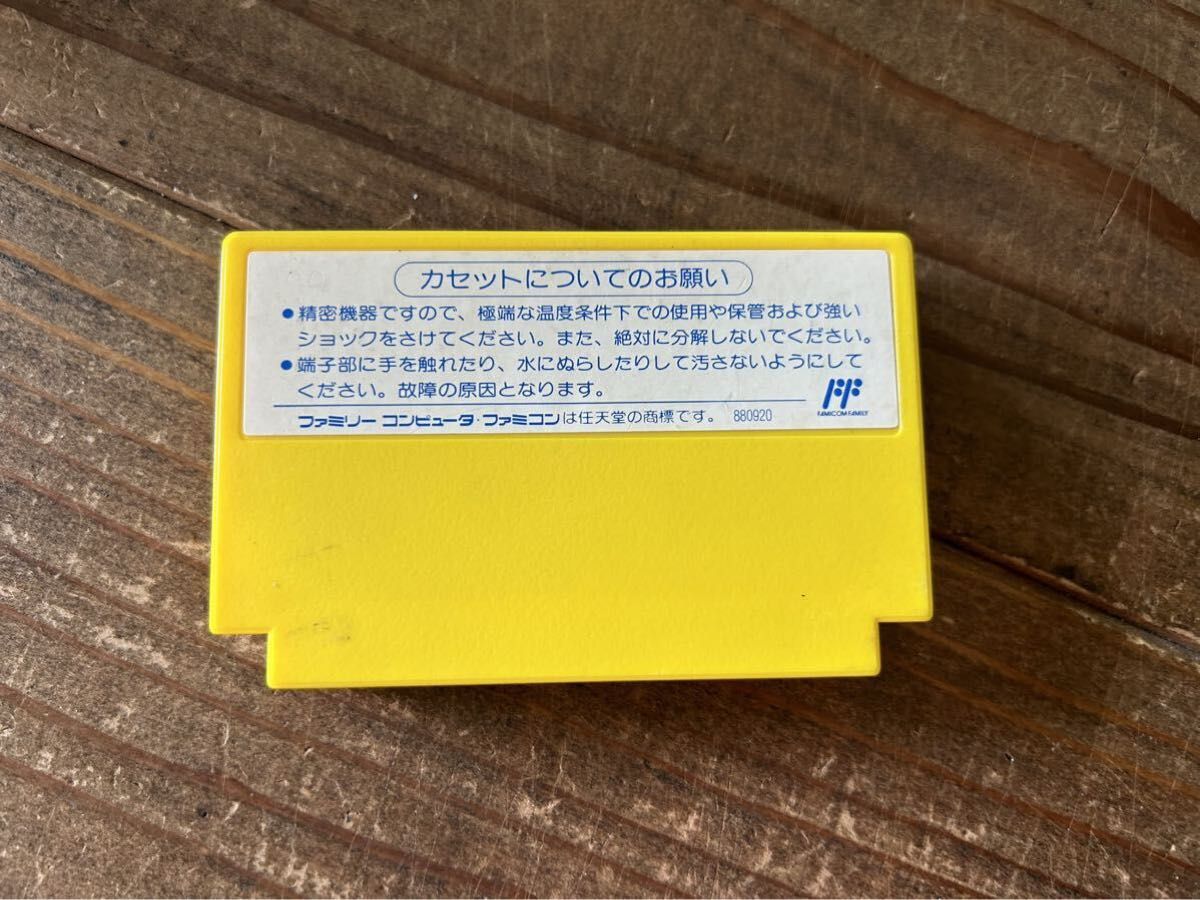 カセットについてのお願い
●精密機器ですので、極端な温度条件下での使用や保管および強い
ショックをさけてください。また、絶対に分解しないでください。
●端子部に手を触れたり、水にぬらしたりして汚さないようにして
ください。故障の原因となります。
FAMICOM FAMILY
ファミリー コンピュータ・ファミコンは任天堂の商標です。 880920